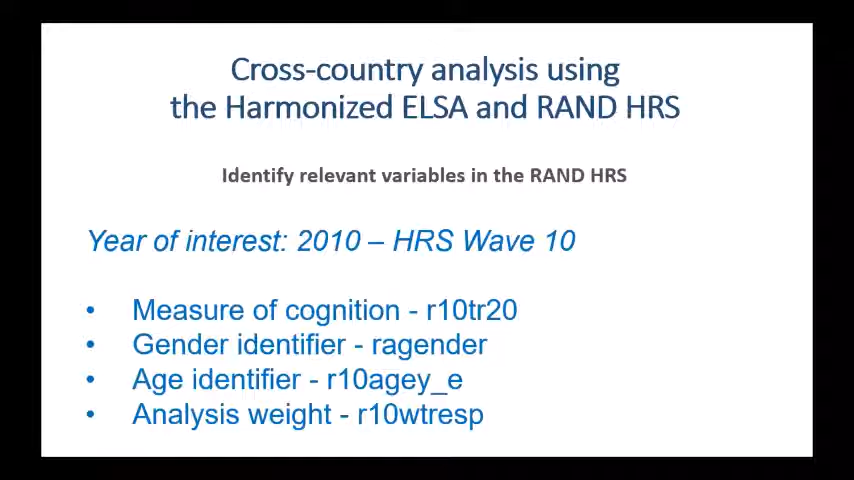 Cross-country analysis using
the Harmonized ELSA and RAND HRS
Identify relevant variables in the RAND HRS
Year of interest: 2010 – HRS Wave 10
• Measure of cognition - r10tr20
• Gender identifier - ragender
• Age identifier - r10agey_e
• Analysis weight - r10wtresp